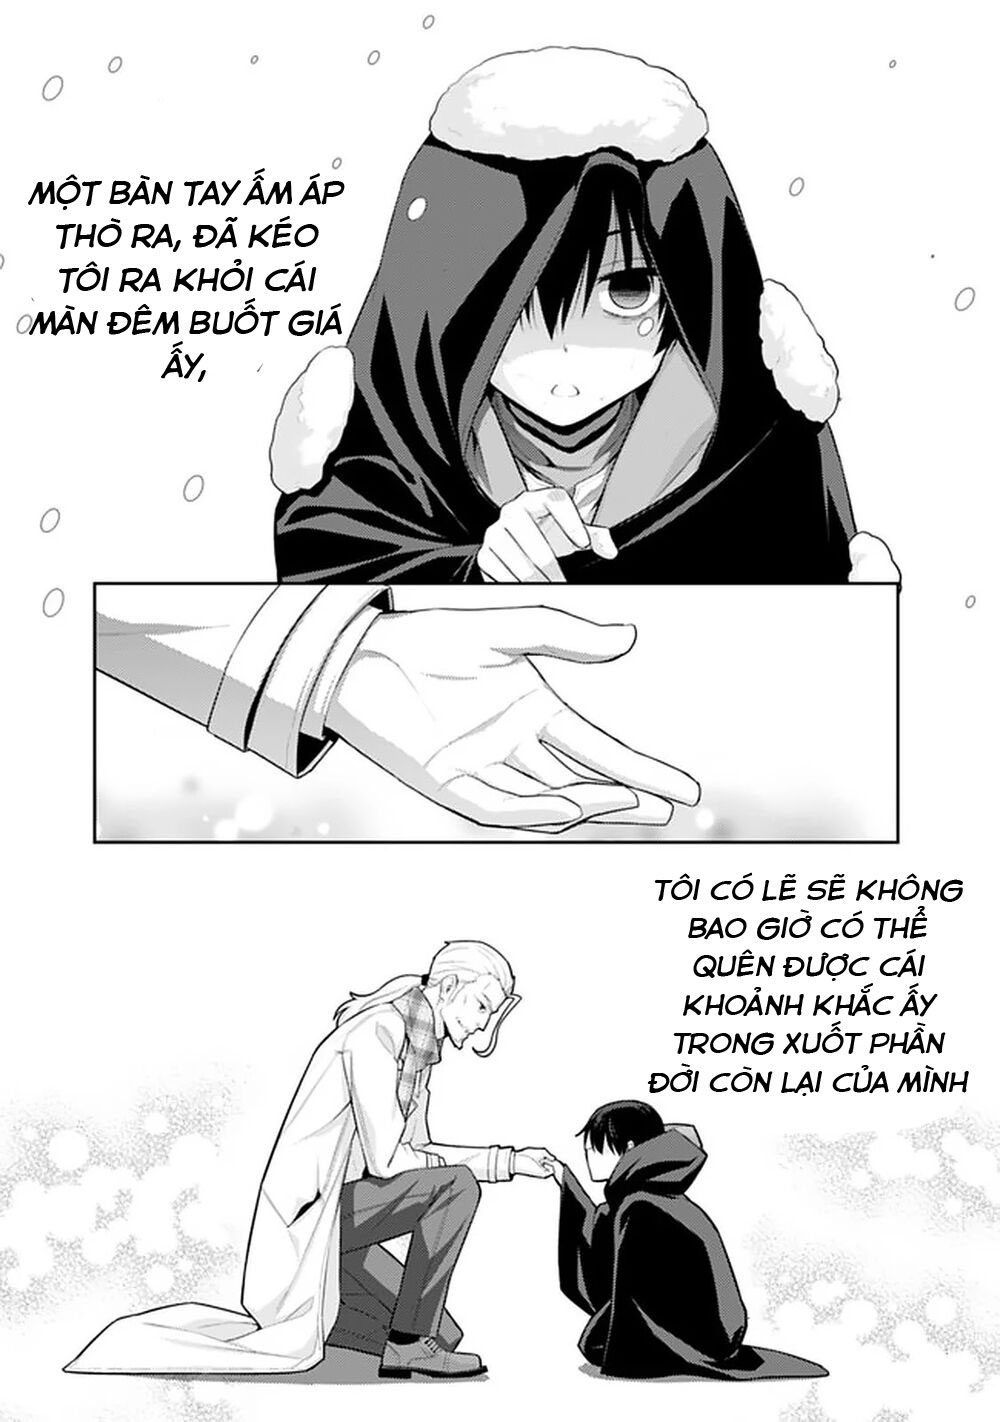 MỘT BÀN TAY ẤM ÁP
THÒ RA, ĐÃ KÉO
TÔI RA KHỎI CÁI
MÀN ĐÊM BUỐT GIÁ
ẤY,
TÔI CÓ LẼ SẼ KHÔNG
BAO GIỜ CÓ THỂ
QUÊN ĐƯỢC CÁI
KHOẢNH KHẮC ẤY
TRONG XUỐT PHẦN
ĐỜI CÒN LẠI CỦA MÌNH